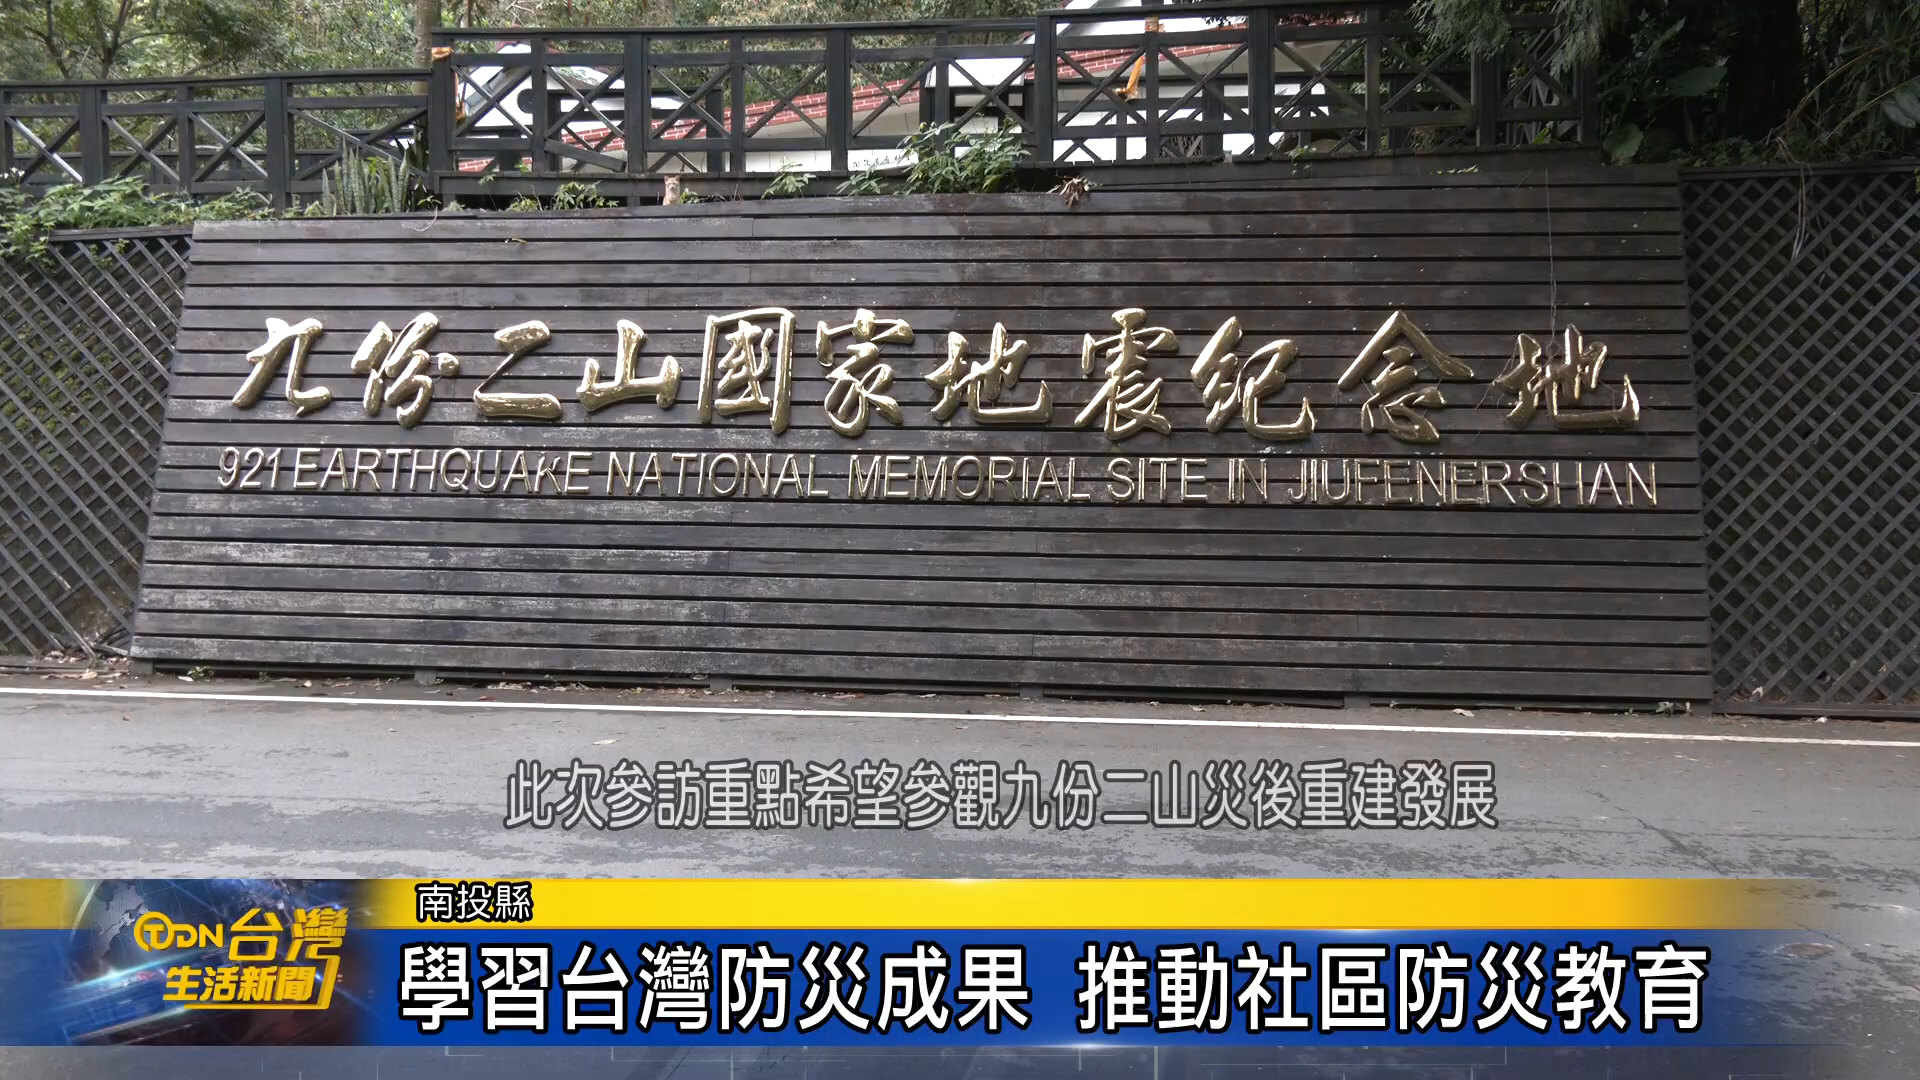 九份二山國家地震紀念地
921 EARTHQUAKE NATIONAL MEMORIAL SITE IN JIUFENERSHAN
此次參訪重點希望參觀九份二山災後重建發展
南投縣
TDN 台灣
生活新聞
學習台灣防災成果 推動社區防災教育